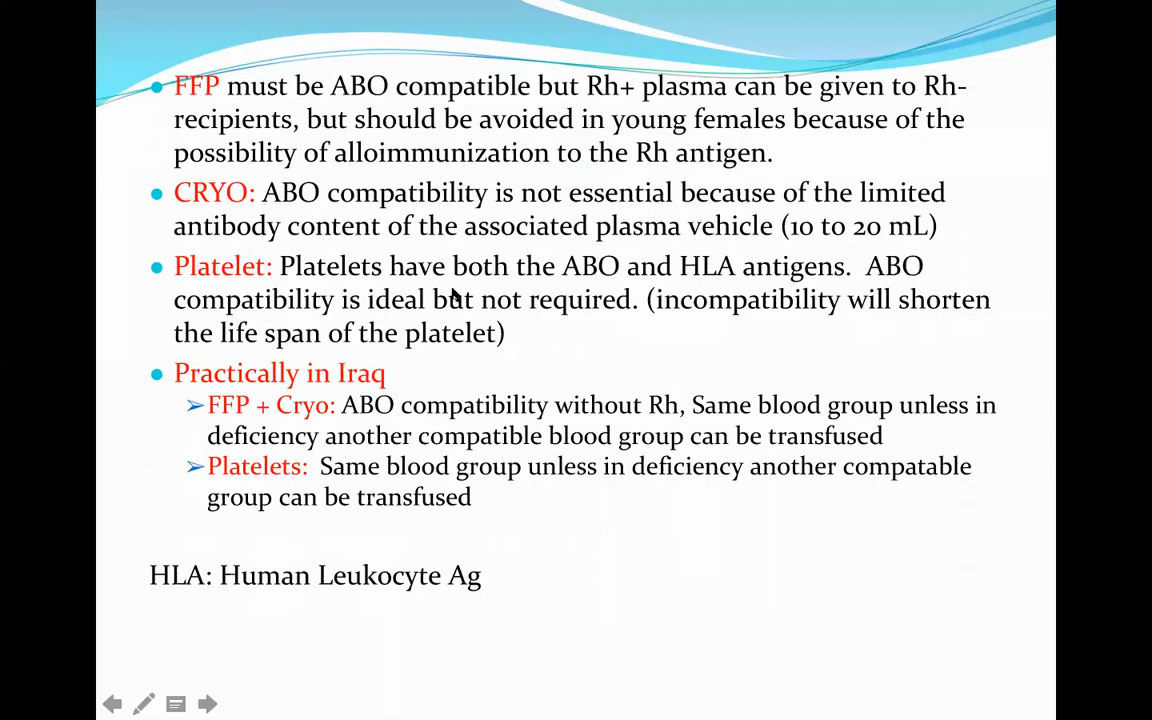 • FFP must be ABO compatible but Rh+ plasma can be given to Rh-
recipients, but should be avoided in young females because of the
possibility of alloimmunization to the Rh antigen.
• CRYO: ABO compatibility is not essential because of the limited
antibody content of the associated plasma vehicle (10 to 20 mL)
• Platelet: Platelets have both the ABO and HLA antigens.  ABO
compatibility is ideal but not required. (incompatibility will shorten
the life span of the platelet)
• Practically in Iraq
➢FFP + Cryo: ABO compatibility without Rh, Same blood group unless in
deficiency another compatible blood group can be transfused
➢Platelets:  Same blood group unless in deficiency another compatable
group can be transfused
HLA: Human Leukocyte Ag